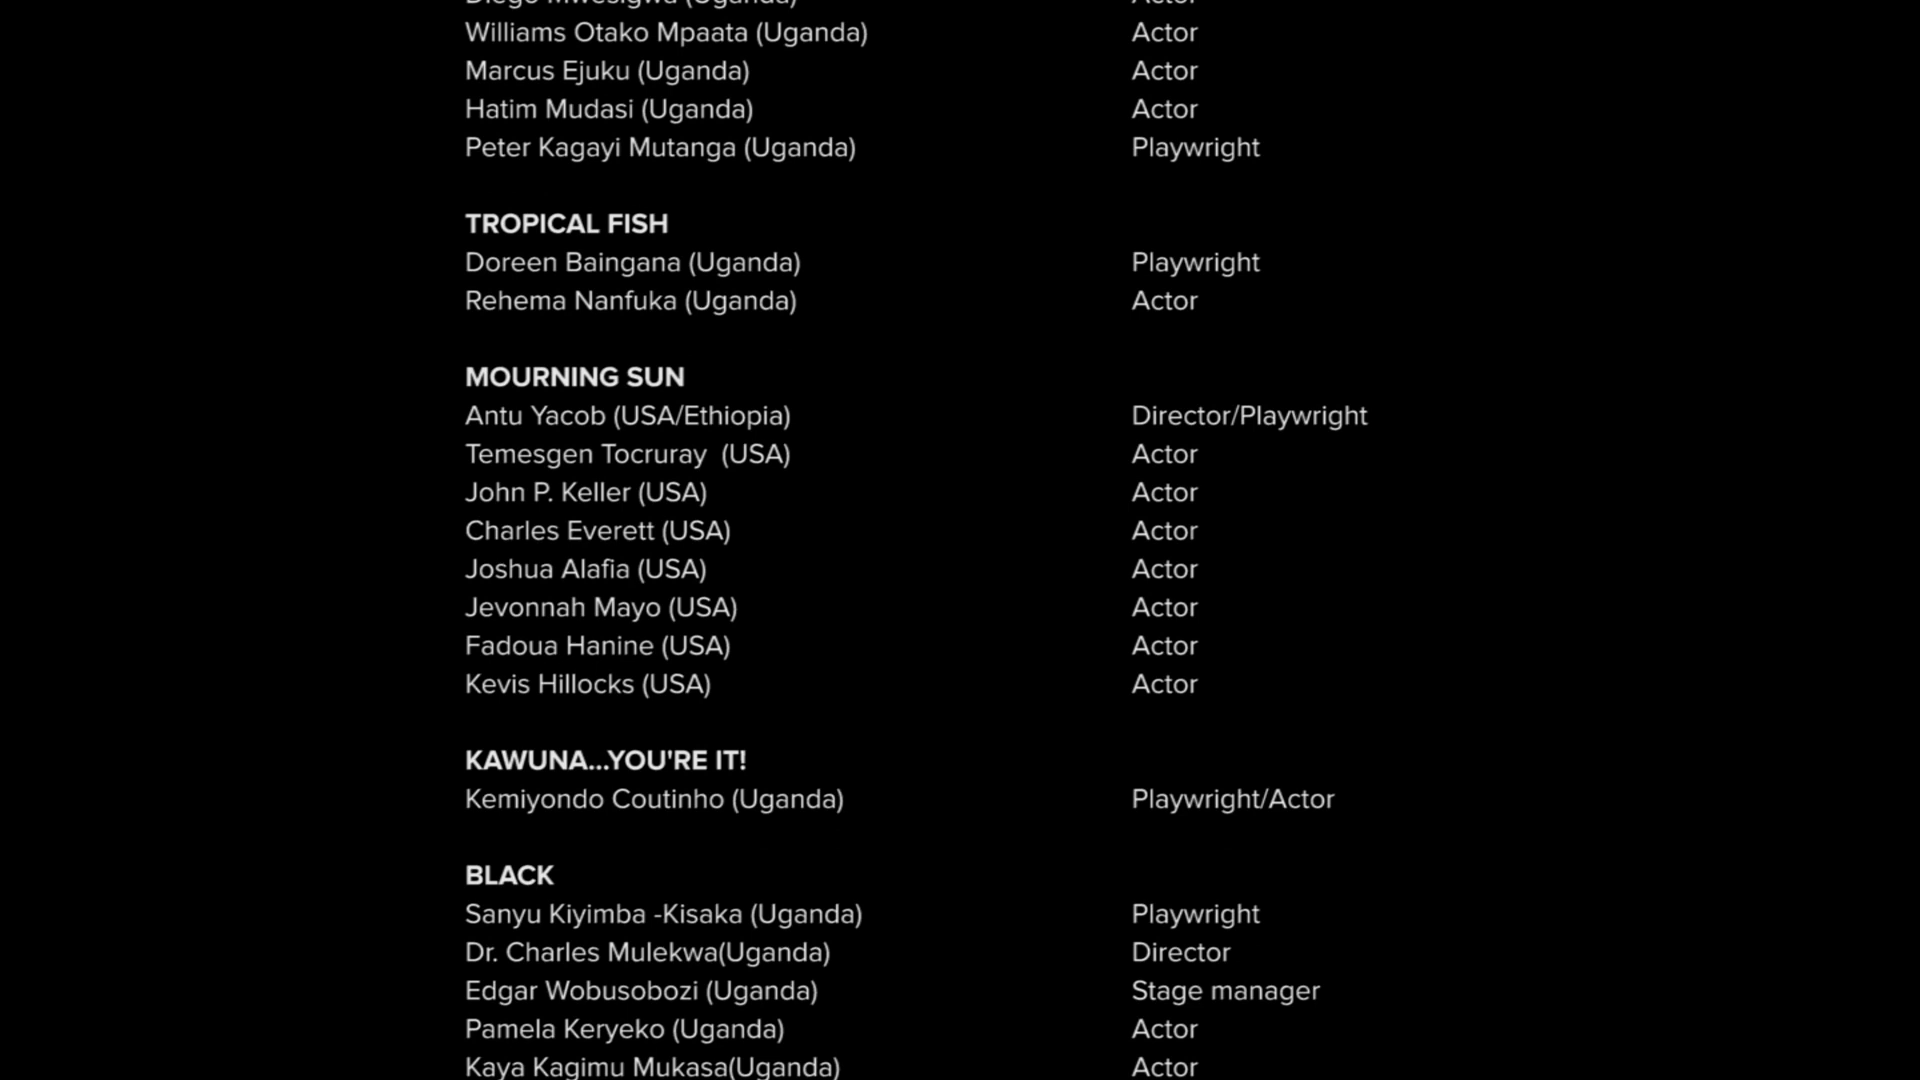 Diego Mwesigwa (Uganda) Actor
Williams Otako Mpaata (Uganda) Actor
Marcus Ejuku (Uganda) Actor
Hatim Mudasi (Uganda) Actor
Peter Kagayi Mutanga (Uganda) Playwright
TROPICAL FISH
Doreen Baingana (Uganda) Playwright
Rehema Nanfuka (Uganda) Actor
MOURNING SUN
Antu Yacob (USA/Ethiopia) Director/Playwright
Temesgen Tocruray  (USA) Actor
John P. Keller (USA) Actor
Charles Everett (USA) Actor
Joshua Alafia (USA) Actor
Jevonnah Mayo (USA) Actor
Fadoua Hanine (USA) Actor
Kevis Hillocks (USA) Actor
KAWUNA...YOU'RE IT!
Kemiyondo Coutinho (Uganda) Playwright/Actor
BLACK
Sanyu Kiyimba -Kisaka (Uganda) Playwright
Dr. Charles Mulekwa(Uganda) Director
Edgar Wobusobozi (Uganda) Stage manager
Pamela Keryeko (Uganda) Actor
Kaya Kagimu Mukasa(Uganda) Actor